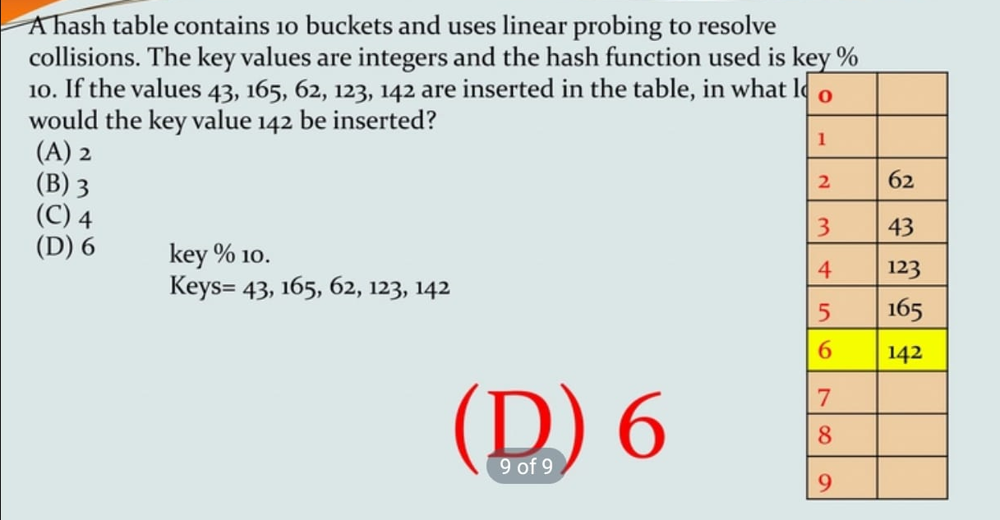 A hash table contains 10 buckets and uses linear probing to resolve
collisions. The key values are integers and the hash function used is key %
10. If the values 43, 165, 62, 123, 142 are inserted in the table, in what
would the key value 142 be inserted?
(A) 2
(B) 3
(C) 4
(D) 6
key % 10.
Keys= 43, 165, 62, 123, 142
0
1
2 62
3 43
4 123
5 165
6 142
7
8
9
(D) 6
9 of 9